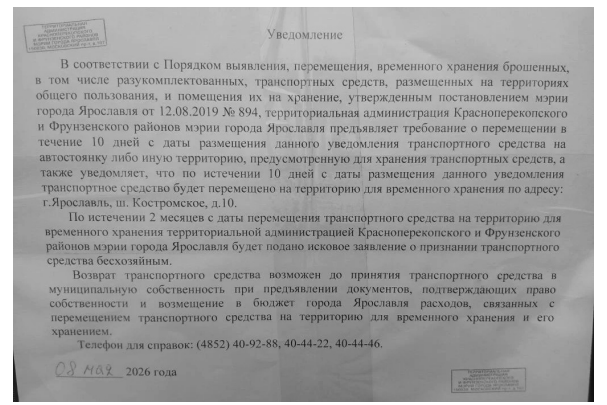 ТЕРРИТОРИАЛЬНАЯ
АДМИНИСТРАЦИЯ
КРАСНОПЕРЕКОПСКОГО
И ФРУНЗЕНСКОГО РАЙОНОВ
МЭРИИ ГОРОДА ЯРОСЛАВЛЯ
Уведомление
В соответствии с Порядком выявления, перемещения, временного хранения брошенных,
в том числе разукомплектованных, транспортных средств, размещенных на территориях
общего пользования, и помещения их на хранение, утвержденным постановлением мэрии
города Ярославля от 12.08.2019 № 894, территориальная администрация Красноперекопского
и Фрунзенского районов мэрии города Ярославля предъявляет требование о перемещении в
течение 10 дней с даты размещения данного уведомления транспортного средства на
автостоянку либо иную территорию, предусмотренную для хранения транспортных средств, а
также уведомляет, что по истечении 10 дней с даты размещения данного уведомления
транспортное средство будет перемещено на территорию для временного хранения по адресу:
г.Ярославль, ш. Костромское, д.10.
По истечении 2 месяцев с даты перемещения транспортного средства на территорию для
временного хранения территориальной администрацией Красноперекопского и Фрунзенского
районов мэрии города Ярославля будет подано исковое заявление о признании транспортного
средства бесхозяйным.
Возврат транспортного средства возможен до принятия транспортного средства в
муниципальную собственность при предъявлении документов, подтверждающих право
собственности и возмещение в бюджет города Ярославля расходов, связанных с
перемещением транспортного средства на территорию для временного хранения и его
хранением.
Телефон для справок: (4852) 40-92-88, 40-44-22, 40-44-46.
08 мая 2026 года